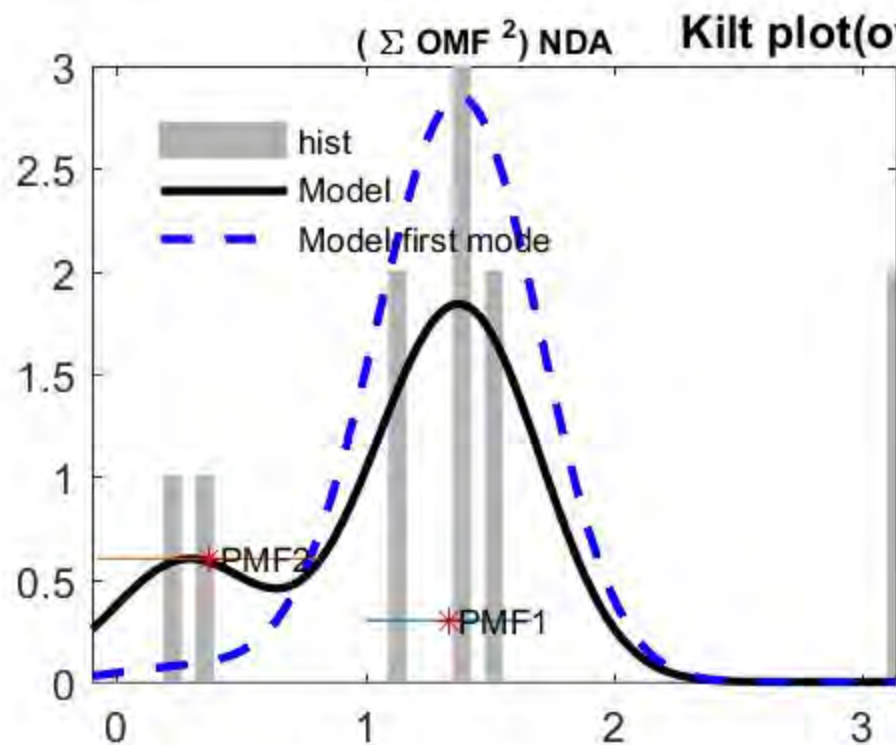 ( Σ OMF ²) NDA Kilt plot(o
3
hist
2.5
Model
Model first mode
2
1.5
1
PMF2
0.5
PMF1
0
0 1 2 3